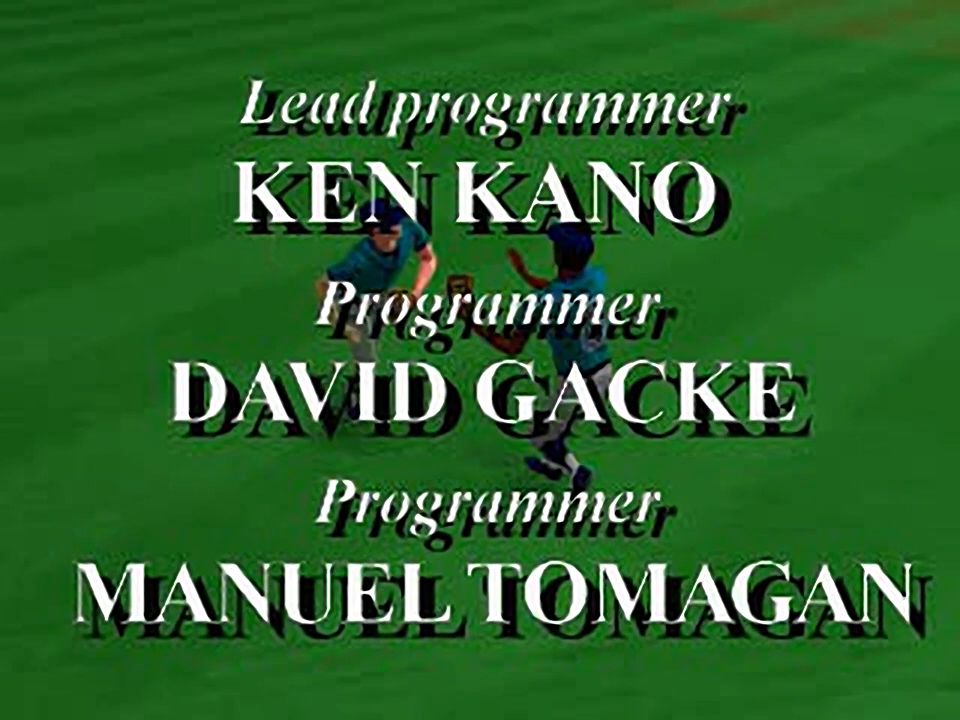 Lead programmer
KEN KANO
Programmer
DAVID GACKE
Programmer
MANUEL TOMAGAN